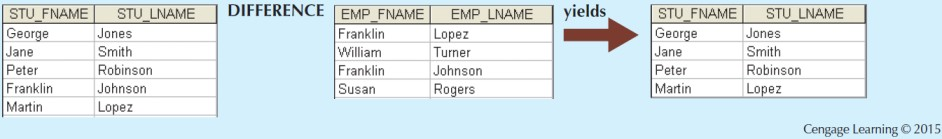 STU_FNAME STU_LNAME
George Jones
Jane Smith
Peter Robinson
Franklin Johnson
Martin Lopez
DIFFERENCE
EMP_FNAME EMP_LNAME
Franklin Lopez
William Turner
Franklin Johnson
Susan Rogers
yields
STU_FNAME STU_LNAME
George Jones
Jane Smith
Peter Robinson
Martin Lopez
Cengage Learning © 2015